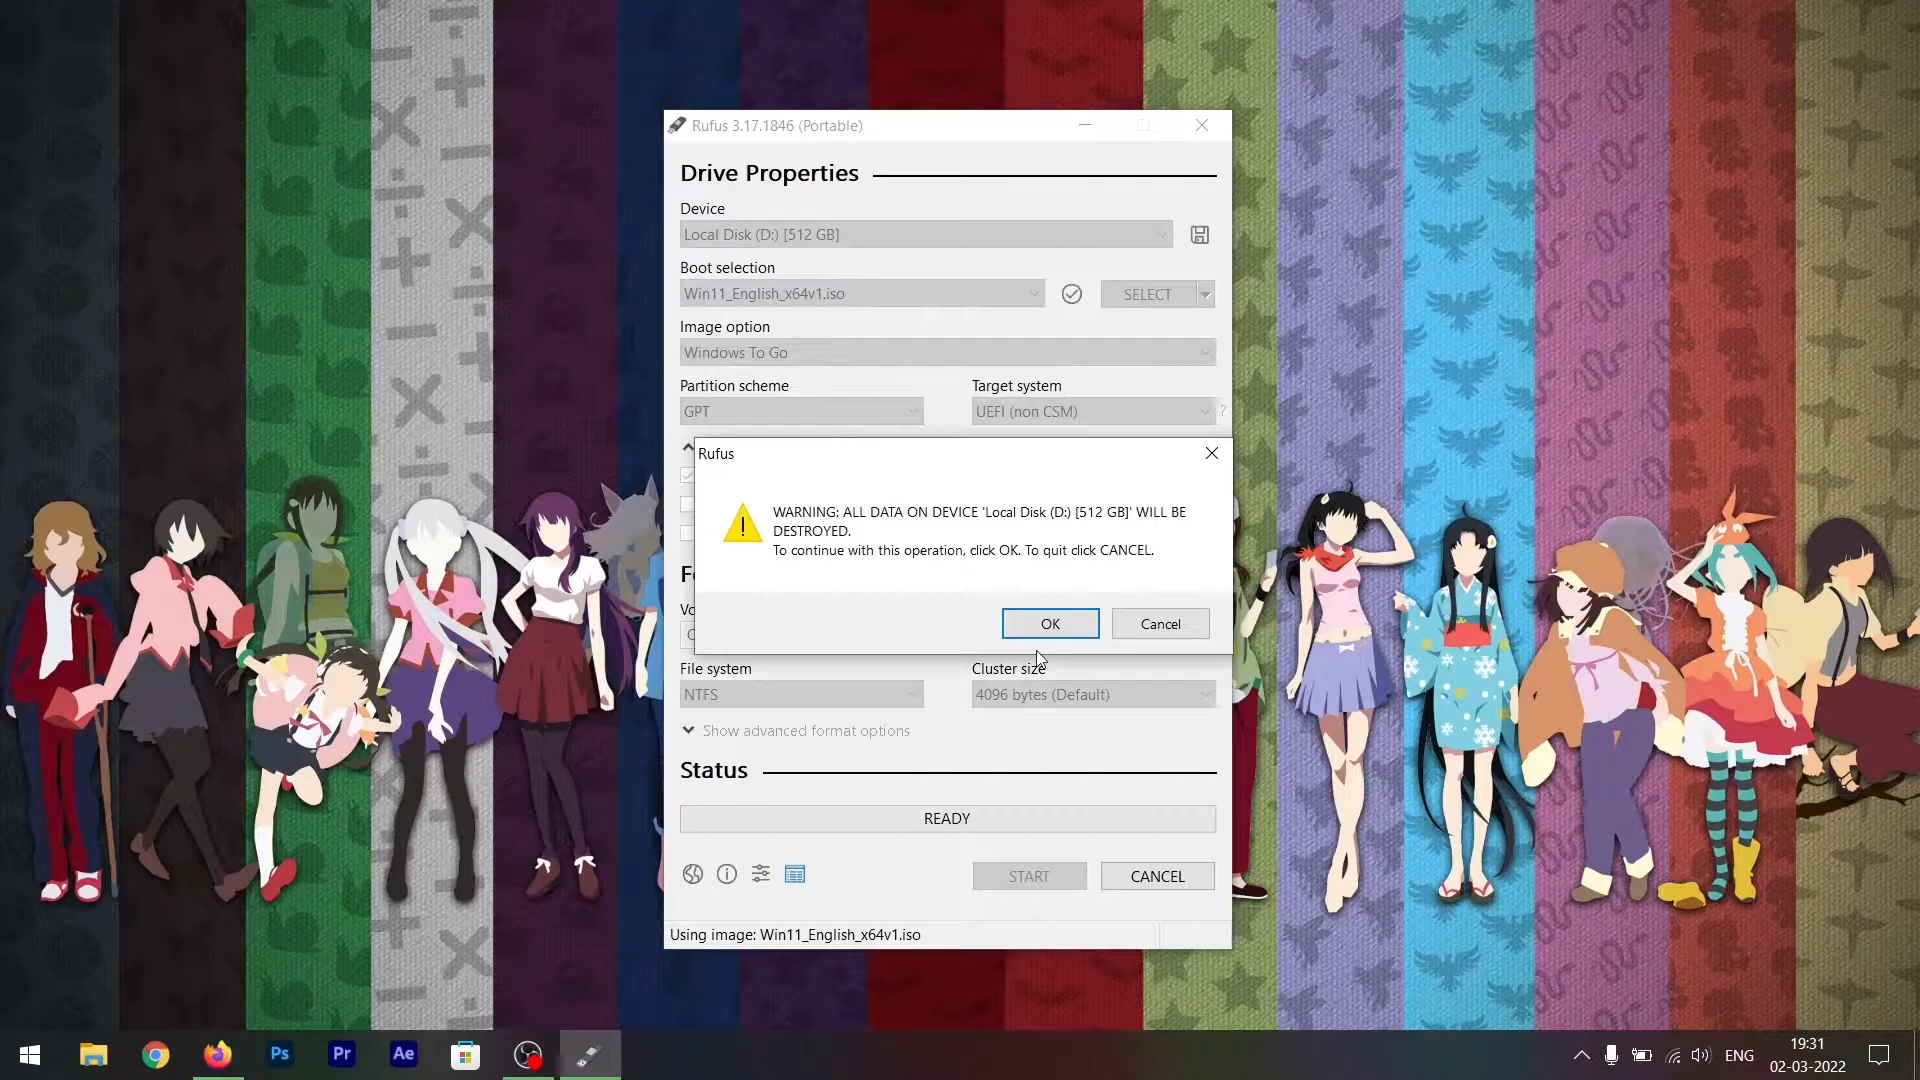 Rufus 3.17.1846 (Portable)
Drive Properties
Device
Local Disk (D:) [512 GB]
Boot selection
Win11_English_x64v1.iso
SELECT
Image option
Windows To Go
Partition scheme
Target system
GPT
UEFI (non CSM)
?
Rufus
WARNING: ALL DATA ON DEVICE 'Local Disk (D:) [512 GB]' WILL BE
DESTROYED.
To continue with this operation, click OK. To quit click CANCEL.
OK
Cancel
File system
Cluster size
NTFS
4096 bytes (Default)
Show advanced format options
Status
READY
START
CANCEL
Using image: Win11_English_x64v1.iso
Ps
Pr
Ae
ENG
19:31
02-03-2022